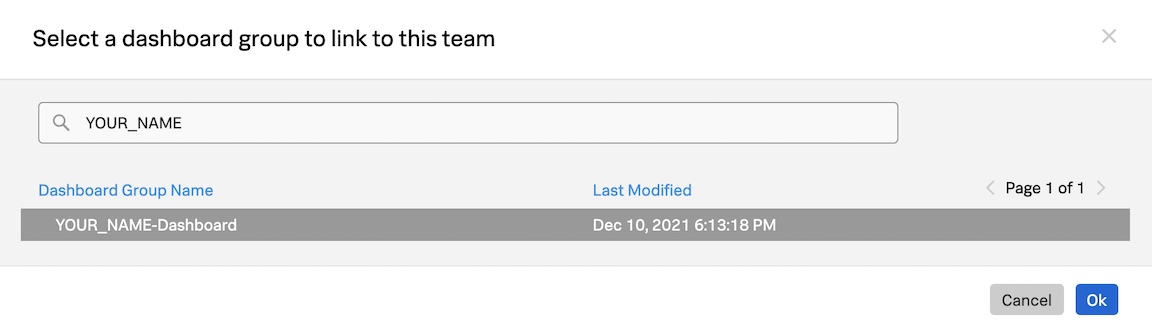 Select a dashboard group to link to this team
YOUR_NAME
Dashboard Group Name Last Modified Page 1 of 1
YOUR_NAME-Dashboard Dec 10, 2021 6:13:18 PM
Cancel Ok